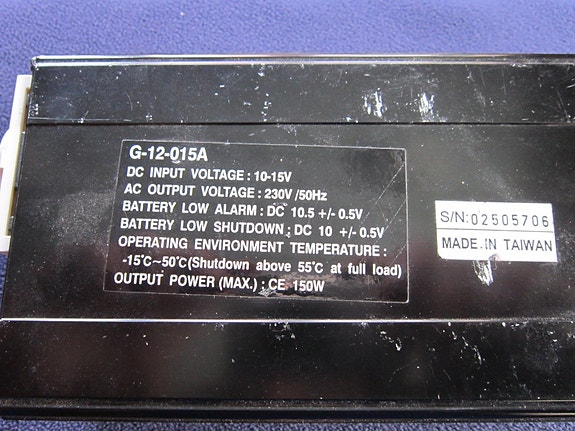 G-12-015A
DC INPUT VOLTAGE : 10-15V
AC OUTPUT VOLTAGE : 230V /50Hz
BATTERY LOW ALARM : DC 10.5 +/- 0.5V
BATTERY LOW SHUTDOWN : DC 10 +/- 0.5V
OPERATING ENVIRONMENT TEMPERATURE :
-15°C~50°C(Shutdown above 55°C at full load)
OUTPUT POWER (MAX.) : CE 150W
S/N:02505706
MADE IN TAIWAN